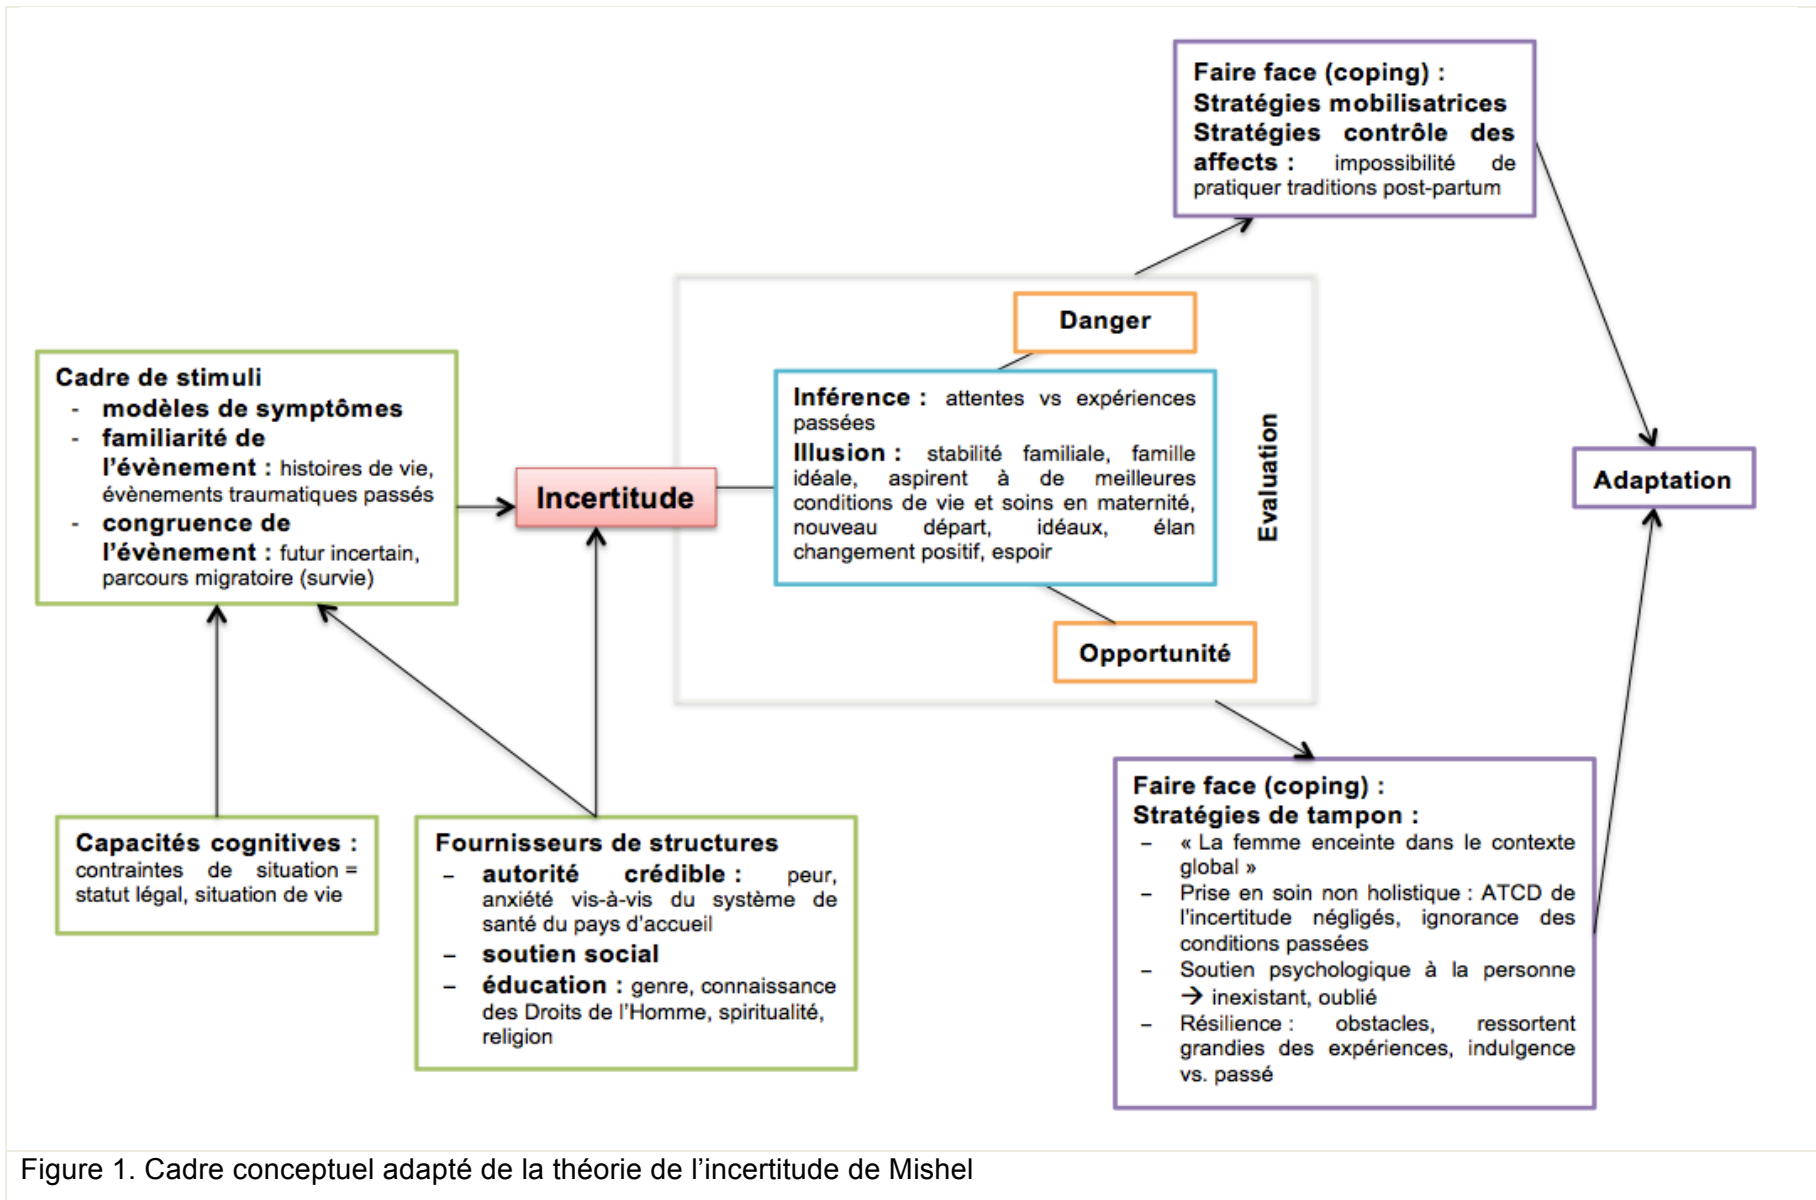 Faire face (coping) :
Stratégies mobilisatrices
Stratégies contrôle des
affects : impossibilité de
pratiquer traditions post-partum
Danger
Cadre de stimuli
- modèles de symptômes
- familiarité de
l'évènement : histoires de vie,
évènements traumatiques passés
- congruence de
l'évènement : futur incertain,
parcours migratoire (survie)
Incertitude
Inférence : attentes vs expériences
passées
Illusion : stabilité familiale, famille
idéale, aspirent à de meilleures
conditions de vie et soins en maternité,
nouveau départ, idéaux, élan
changement positif, espoir
Evaluation
Adaptation
Opportunité
Capacités cognitives :
contraintes de situation =
statut légal, situation de vie
Fournisseurs de structures
– autorité crédible : peur,
anxiété vis-à-vis du système de
santé du pays d'accueil
– soutien social
– éducation : genre, connaissance
des Droits de l'Homme, spiritualité,
religion
Faire face (coping) :
Stratégies de tampon :
– « La femme enceinte dans le contexte
global »
– Prise en soin non holistique : ATCD de
l'incertitude négligés, ignorance des
conditions passées
– Soutien psychologique à la personne
→ inexistant, oublié
– Résilience : obstacles, ressortent
grandies des expériences, indulgence
vs. passé
Figure 1. Cadre conceptuel adapté de la théorie de l'incertitude de Mishel